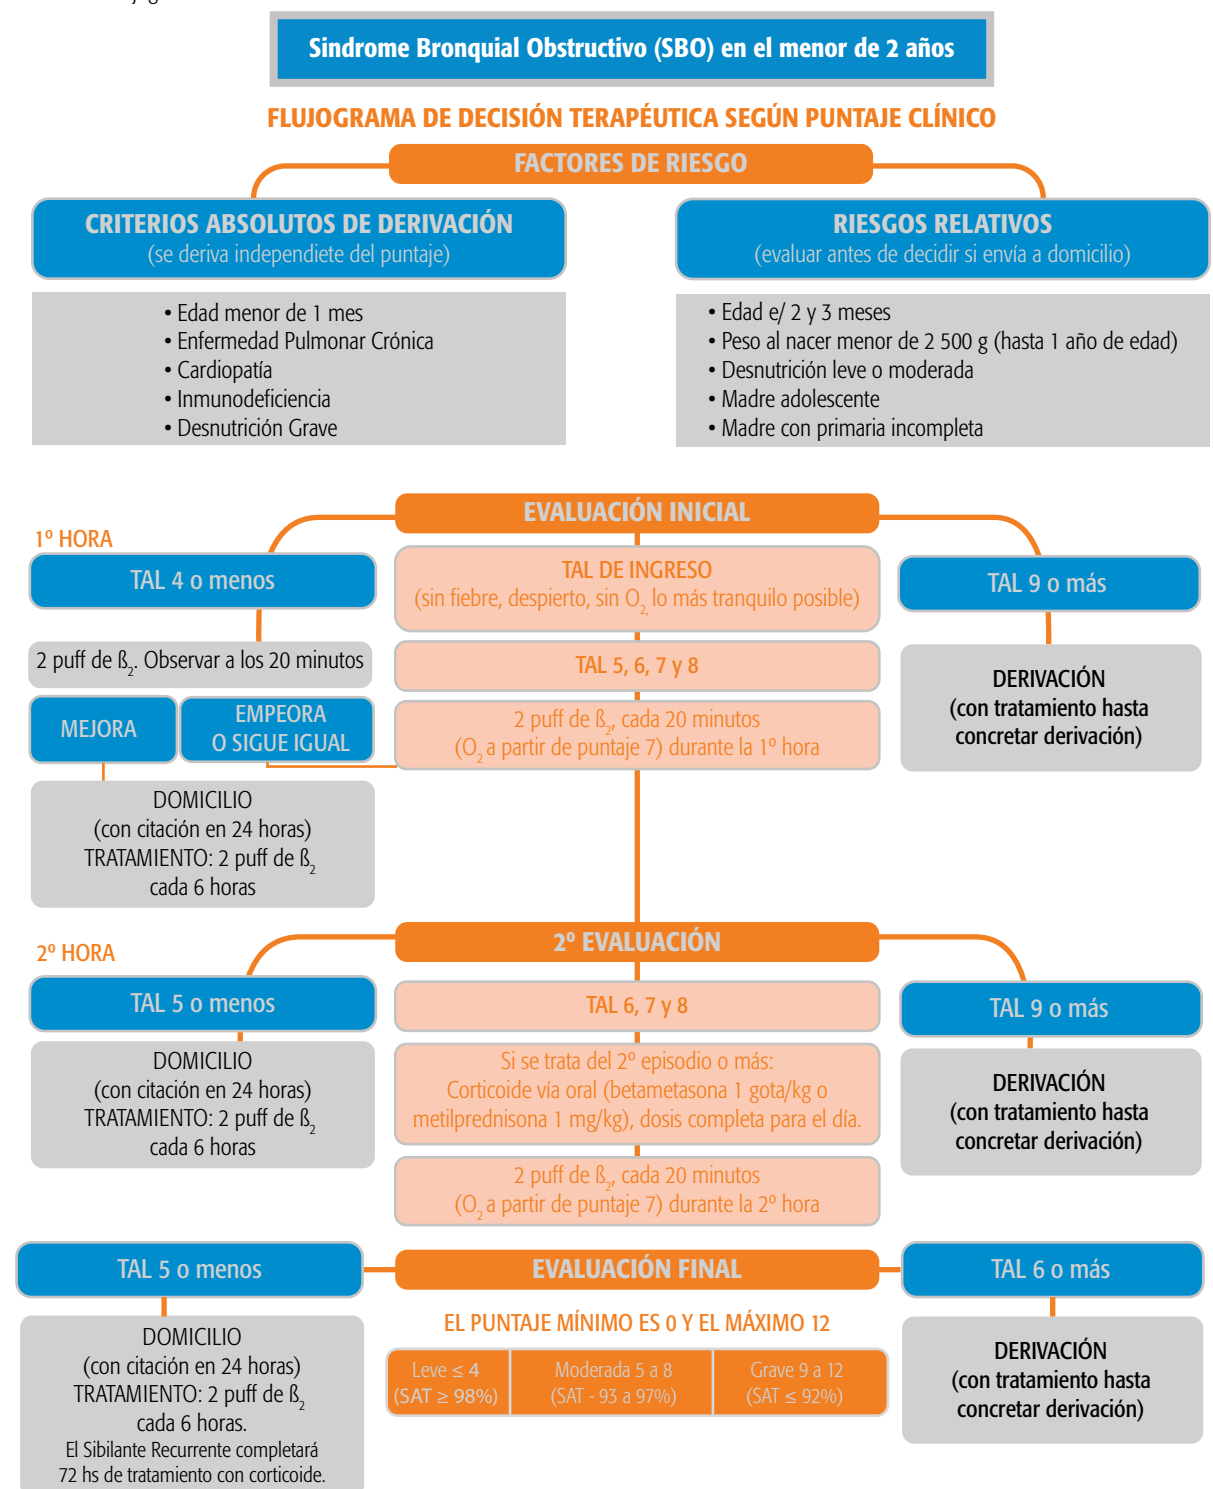 Sindrome Bronquial Obstructivo (SBO) en el menor de 2 años
FLUJOGRAMA DE DECISIÓN TERAPÉUTICA SEGÚN PUNTAJE CLÍNICO
FACTORES DE RIESGO
CRITERIOS ABSOLUTOS DE DERIVACIÓN
(se deriva independiete del puntaje)
• Edad menor de 1 mes
• Enfermedad Pulmonar Crónica
• Cardiopatía
• Inmunodeficiencia
• Desnutrición Grave
RIESGOS RELATIVOS
(evaluar antes de decidir si envía a domicilio)
• Edad e/ 2 y 3 meses
• Peso al nacer menor de 2 500 g (hasta 1 año de edad)
• Desnutrición leve o moderada
• Madre adolescente
• Madre con primaria incompleta
EVALUACIÓN INICIAL
1º HORA
TAL 4 o menos
2 puff de ß₂. Observar a los 20 minutos
MEJORA
EMPEORA
O SIGUE IGUAL
DOMICILIO
(con citación en 24 horas)
TRATAMIENTO: 2 puff de ß₂
cada 6 horas
TAL DE INGRESO
(sin fiebre, despierto, sin O₂, lo más tranquilo posible)
TAL 5, 6, 7 y 8
2 puff de ß₂, cada 20 minutos
(O₂ a partir de puntaje 7) durante la 1º hora
TAL 9 o más
DERIVACIÓN
(con tratamiento hasta
concretar derivación)
2º EVALUACIÓN
2º HORA
TAL 5 o menos
DOMICILIO
(con citación en 24 horas)
TRATAMIENTO: 2 puff de ß₂
cada 6 horas
TAL 6, 7 y 8
Si se trata del 2º episodio o más:
Corticoide vía oral (betametasona 1 gota/kg o
metilprednisona 1 mg/kg), dosis completa para el día.
2 puff de ß₂, cada 20 minutos
(O₂ a partir de puntaje 7) durante la 2º hora
TAL 9 o más
DERIVACIÓN
(con tratamiento hasta
concretar derivación)
EVALUACIÓN FINAL
TAL 5 o menos
DOMICILIO
(con citación en 24 horas)
TRATAMIENTO: 2 puff de ß₂
cada 6 horas.
El Sibilante Recurrente completará
72 hs de tratamiento con corticoide.
EL PUNTAJE MÍNIMO ES 0 Y EL MÁXIMO 12
Leve ≤ 4
(SAT ≥ 98%)
Moderada 5 a 8
(SAT - 93 a 97%)
Grave 9 a 12
(SAT ≤ 92%)
TAL 6 o más
DERIVACIÓN
(con tratamiento hasta
concretar derivación)